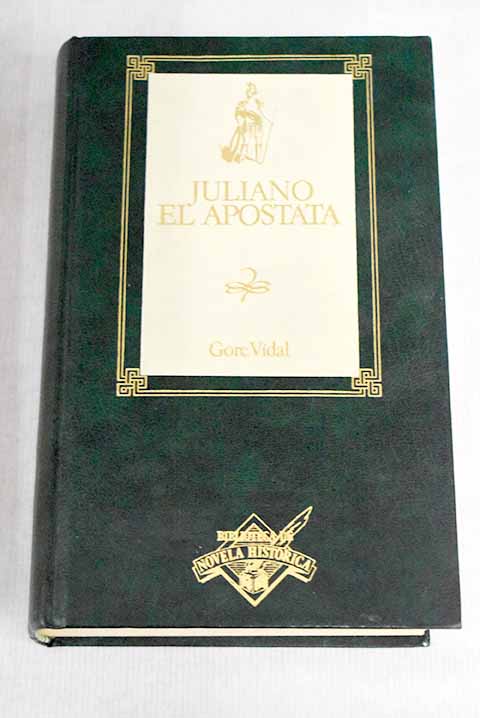 JULIANO
EL APOSTATA
Gore Vidal
BIBLIOTECA DE
NOVELA HISTORICA